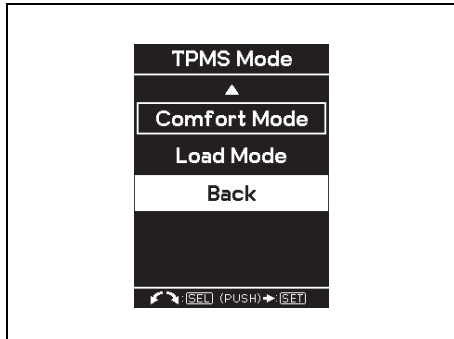 TPMS Mode
Comfort Mode
Load Mode
Back
:SEL (PUSH)➔:SET